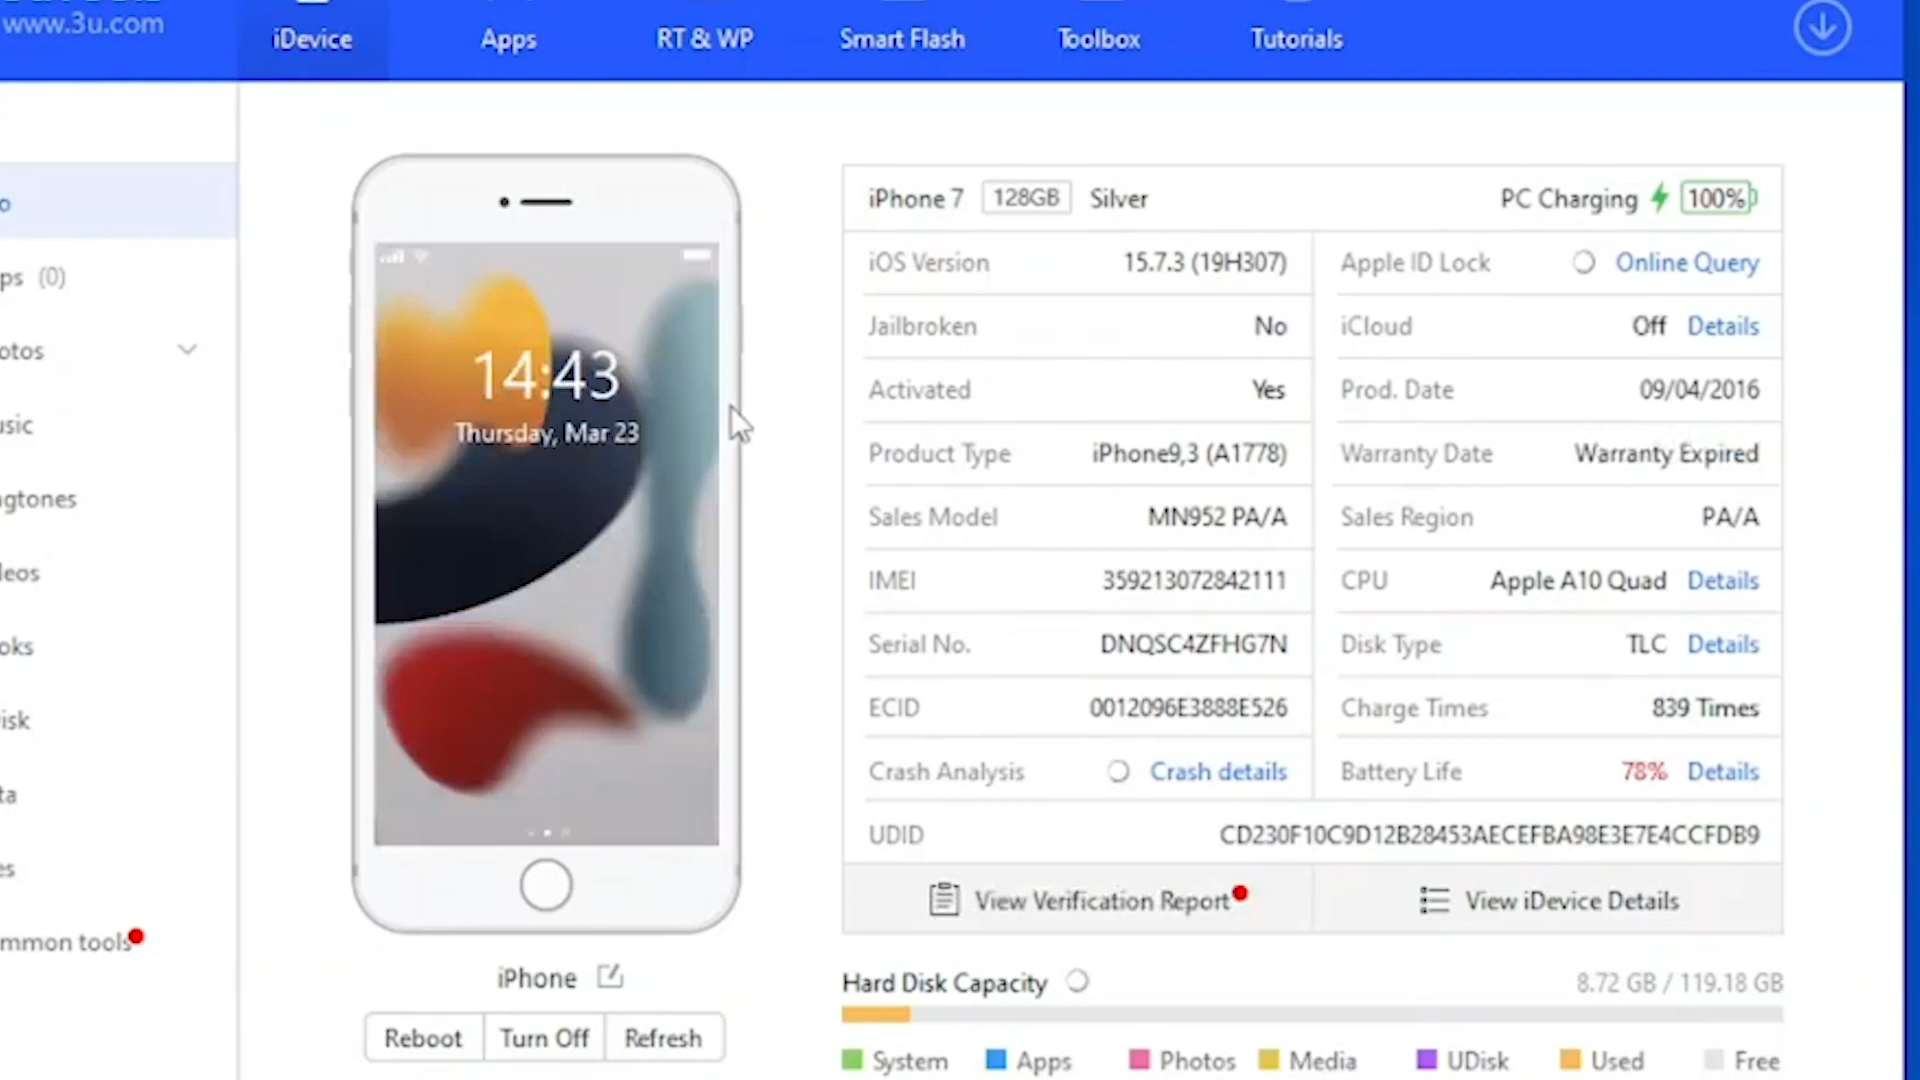 www.3u.com
iDevice
Apps
RT & WP
Smart Flash
Toolbox
Tutorials
o
ps (0)
otos
usic
ngtones
leos
oks
isk
ta
es
mmon tools
14:43
Thursday, Mar 23
iPhone
Reboot
Turn Off
Refresh
iPhone 7 128GB Silver PC Charging 100%
iOS Version 15.7.3 (19H307) Apple ID Lock Online Query
Jailbroken No iCloud Off Details
Activated Yes Prod. Date 09/04/2016
Product Type iPhone9,3 (A1778) Warranty Date Warranty Expired
Sales Model MN952 PA/A Sales Region PA/A
IMEI 359213072842111 CPU Apple A10 Quad Details
Serial No. DNQSC4ZFHG7N Disk Type TLC Details
ECID 0012096E3888E526 Charge Times 839 Times
Crash Analysis Crash details Battery Life 78% Details
UDID CD230F10C9D12B28453AECEFBA98E3E7E4CCFDB9
View Verification Report View iDevice Details
Hard Disk Capacity 8.72 GB / 119.18 GB
System Apps Photos Media UDisk Used Free